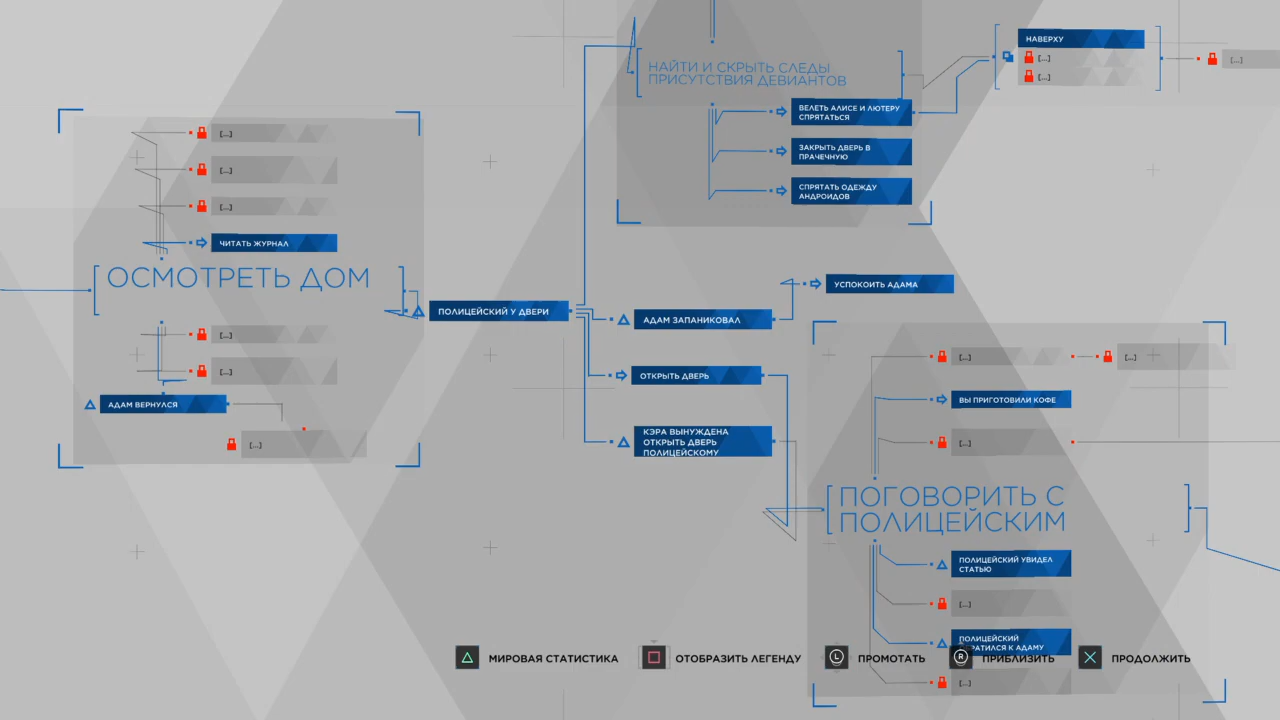 [...]
[...]
[...]
ЧИТАТЬ ЖУРНАЛ
ОСМОТРЕТЬ ДОМ
[...]
[...]
АДАМ ВЕРНУЛСЯ
[...]
ПОЛИЦЕЙСКИЙ У ДВЕРИ
НАЙТИ И СКРЫТЬ СЛЕДЫ
ПРИСУТСТВИЯ ДЕВИАНТОВ
ВЕЛЕТЬ АЛИСЕ И ЛЮТЕРУ
СПРЯТАТЬСЯ
ЗАКРЫТЬ ДВЕРЬ В
ПРАЧЕЧНУЮ
СПРЯТАТЬ ОДЕЖДУ
АНДРОИДОВ
НАВЕРХУ
[...]
[...]
[...]
АДАМ ЗАПАНИКОВАЛ
УСПОКОИТЬ АДАМА
ОТКРЫТЬ ДВЕРЬ
КЭРА ВЫНУЖДЕНА
ОТКРЫТЬ ДВЕРЬ
ПОЛИЦЕЙСКОМУ
[...]
[...]
ВЫ ПРИГОТОВИЛИ КОФЕ
[...]
ПОГОВОРИТЬ С
ПОЛИЦЕЙСКИМ
ПОЛИЦЕЙСКИЙ УВИДЕЛ
СТАТЬЮ
[...]
ПОЛИЦЕЙСКИЙ
К АДАМУ
[...]
МИРОВАЯ СТАТИСТИКА
ОТОБРАЗИТЬ ЛЕГЕНДУ
L ПРОМОТАТЬ
R ПРИБЛИЗИТЬ
ПРОДОЛЖИТЬ